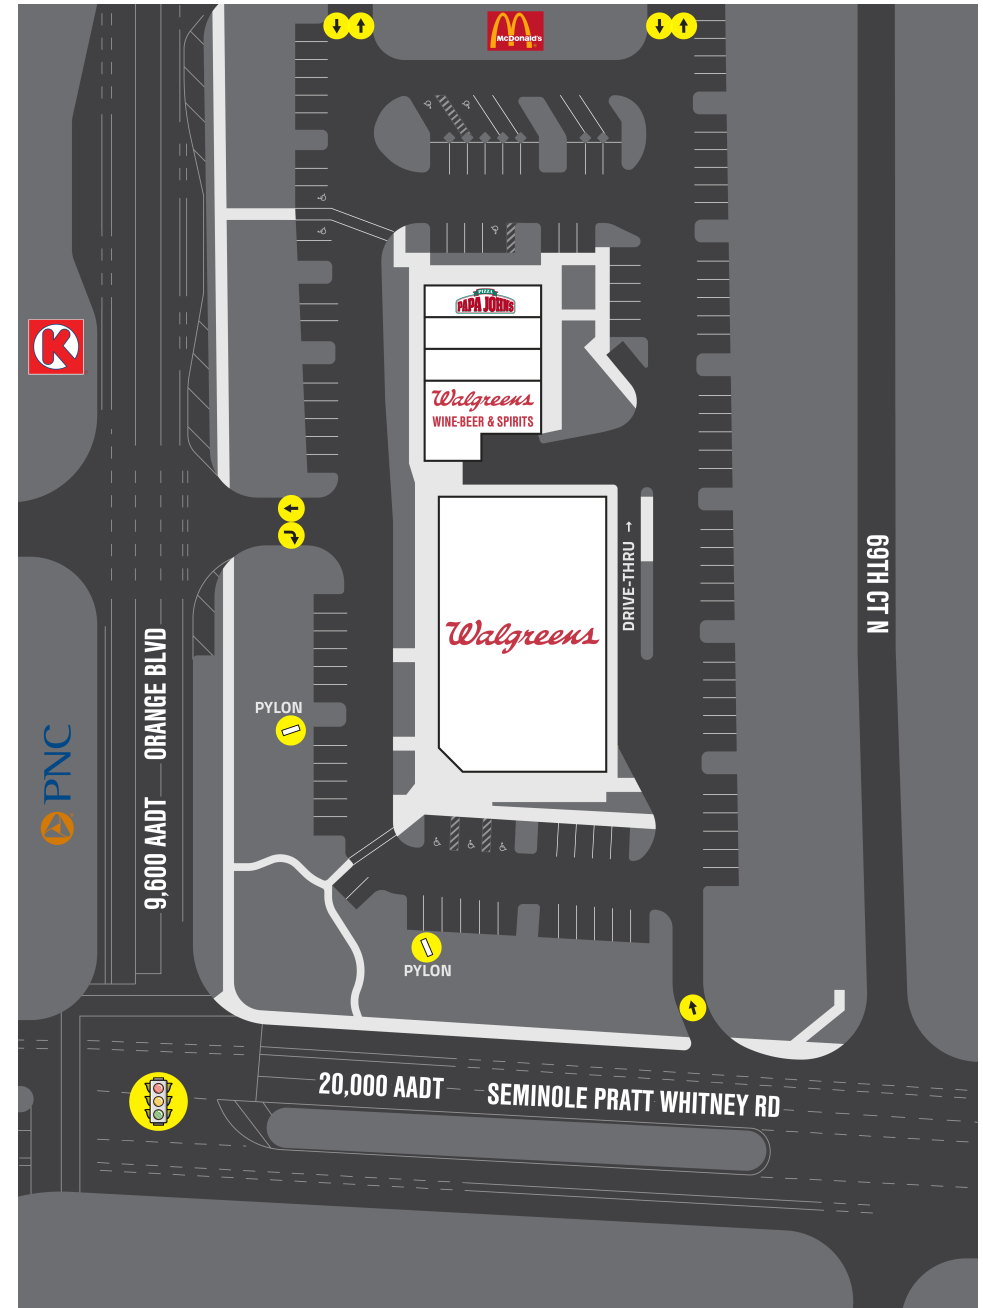 McDonald's
PIZZA
PAPA JOHNS
K
Walgreens
WINE-BEER & SPIRITS
DRIVE-THRU →
Walgreens
69TH CT N
PYLON
ORANGE BLVD
9,600 AADT
PNC
PYLON
20,000 AADT
SEMINOLE PRATT WHITNEY RD